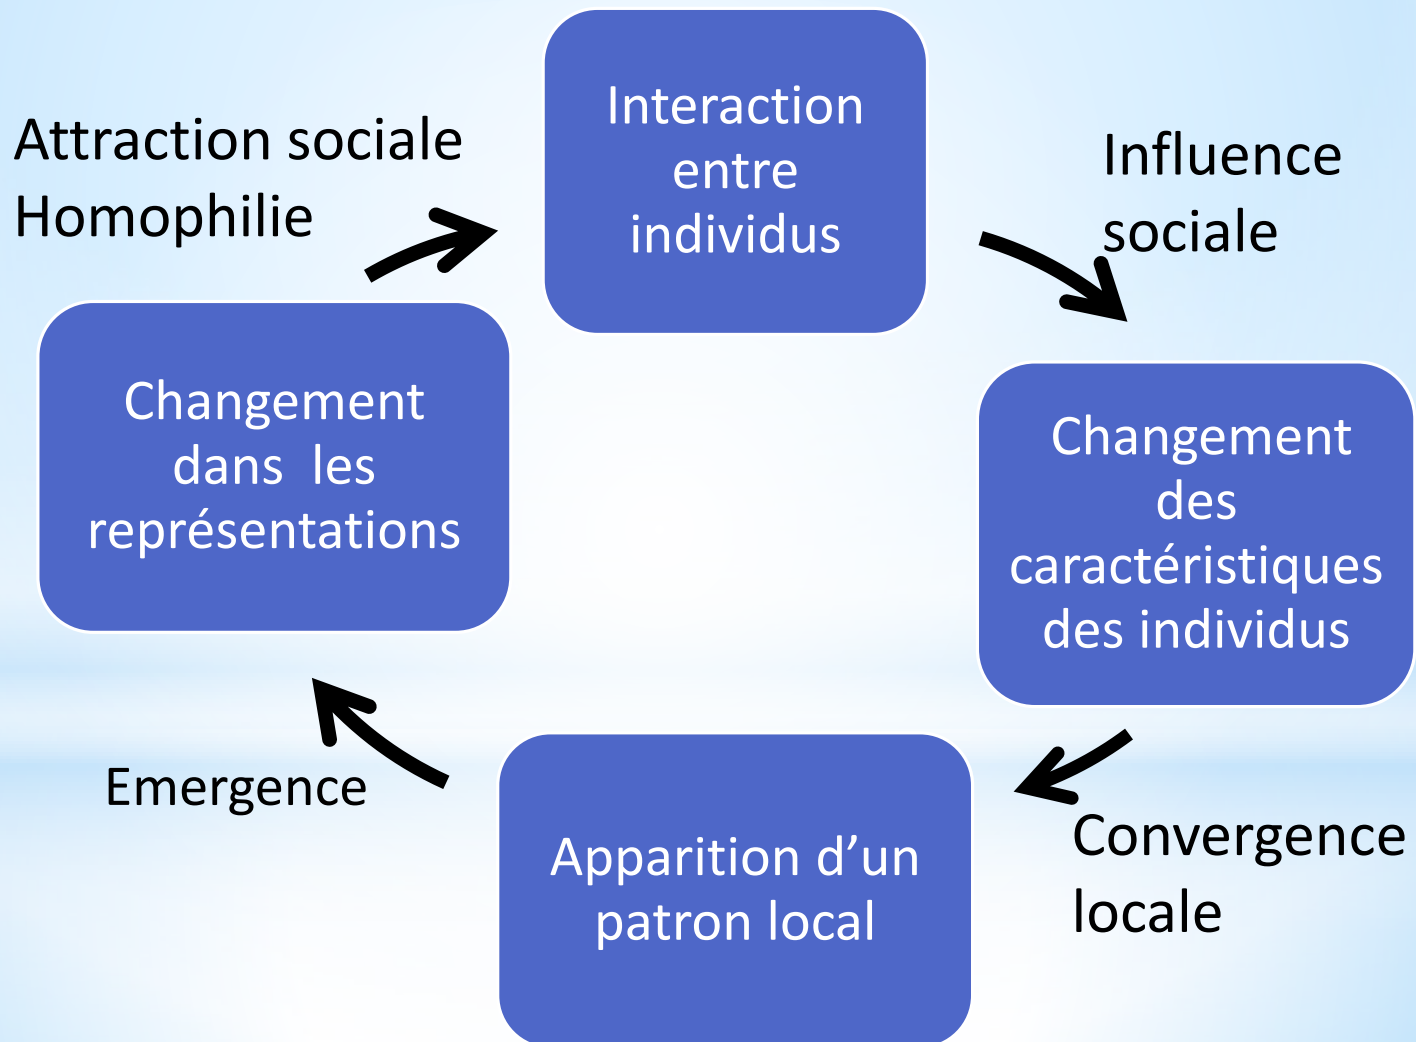 Interaction
entre
individus
Influence
sociale
Changement
des
caractéristiques
des individus
Convergence
locale
Apparition d’un
patron local
Emergence
Changement
dans les
représentations
Attraction sociale
Homophilie